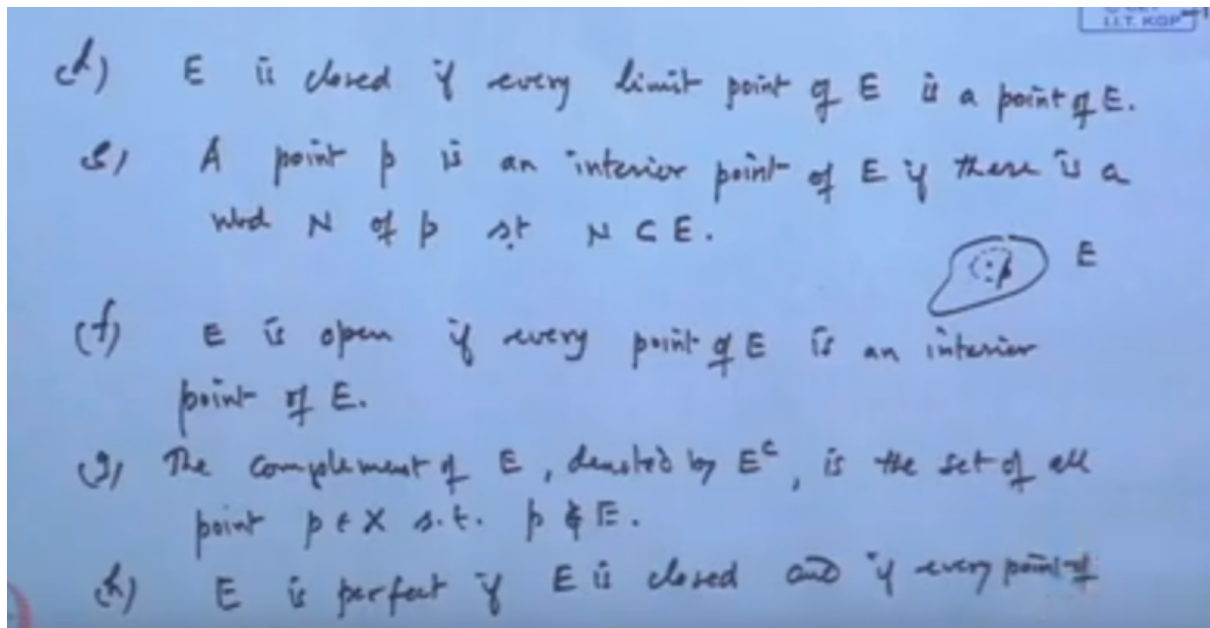 I.I.T. KGP
(d) E is closed if every limit point of E is a point of E.
(e) A point p is an interior point of E if there is a
nbd N of p st N ⊂ E.
p E
(f) E is open if every point of E is an interior
point of E.
(g) The complement of E, denoted by E^c, is the set of all
point p ∈ X s.t. p ∉ E.
(h) E is perfect if E is closed and if every point of